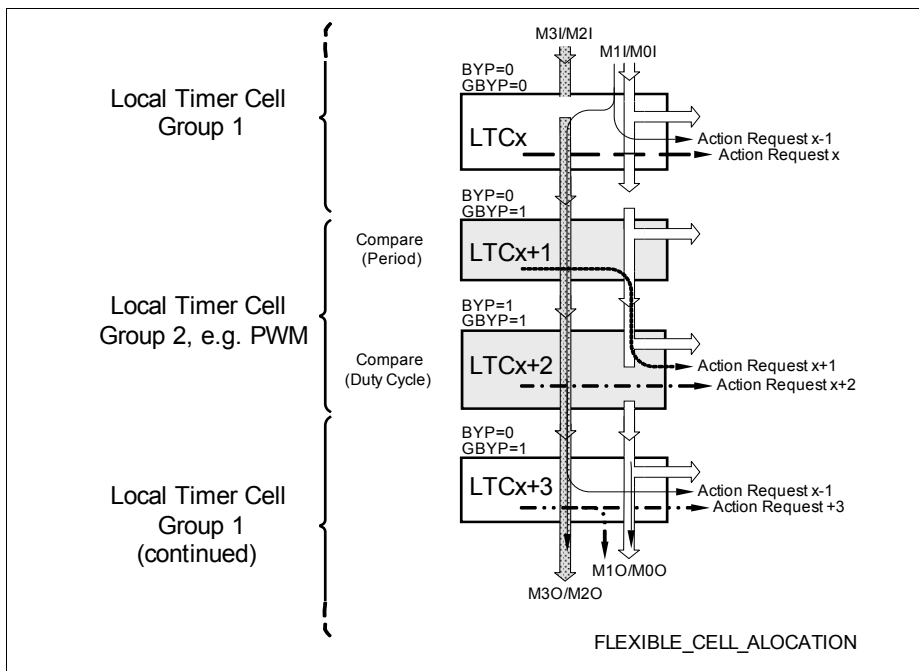 M3I/M2I
M1I/M0I
BYP=0
GBYP=0
Local Timer Cell
Group 1
LTCx
Action Request x-1
Action Request x
BYP=0
GBYP=1
Compare
(Period)
LTCx+1
Local Timer Cell
Group 2, e.g. PWM
BYP=1
GBYP=1
Compare
(Duty Cycle)
LTCx+2
Action Request x+1
Action Request x+2
BYP=0
GBYP=1
Local Timer Cell
Group 1
(continued)
LTCx+3
Action Request x-1
Action Request +3
M1O/M0O
M3O/M2O
FLEXIBLE_CELL_ALOCATION